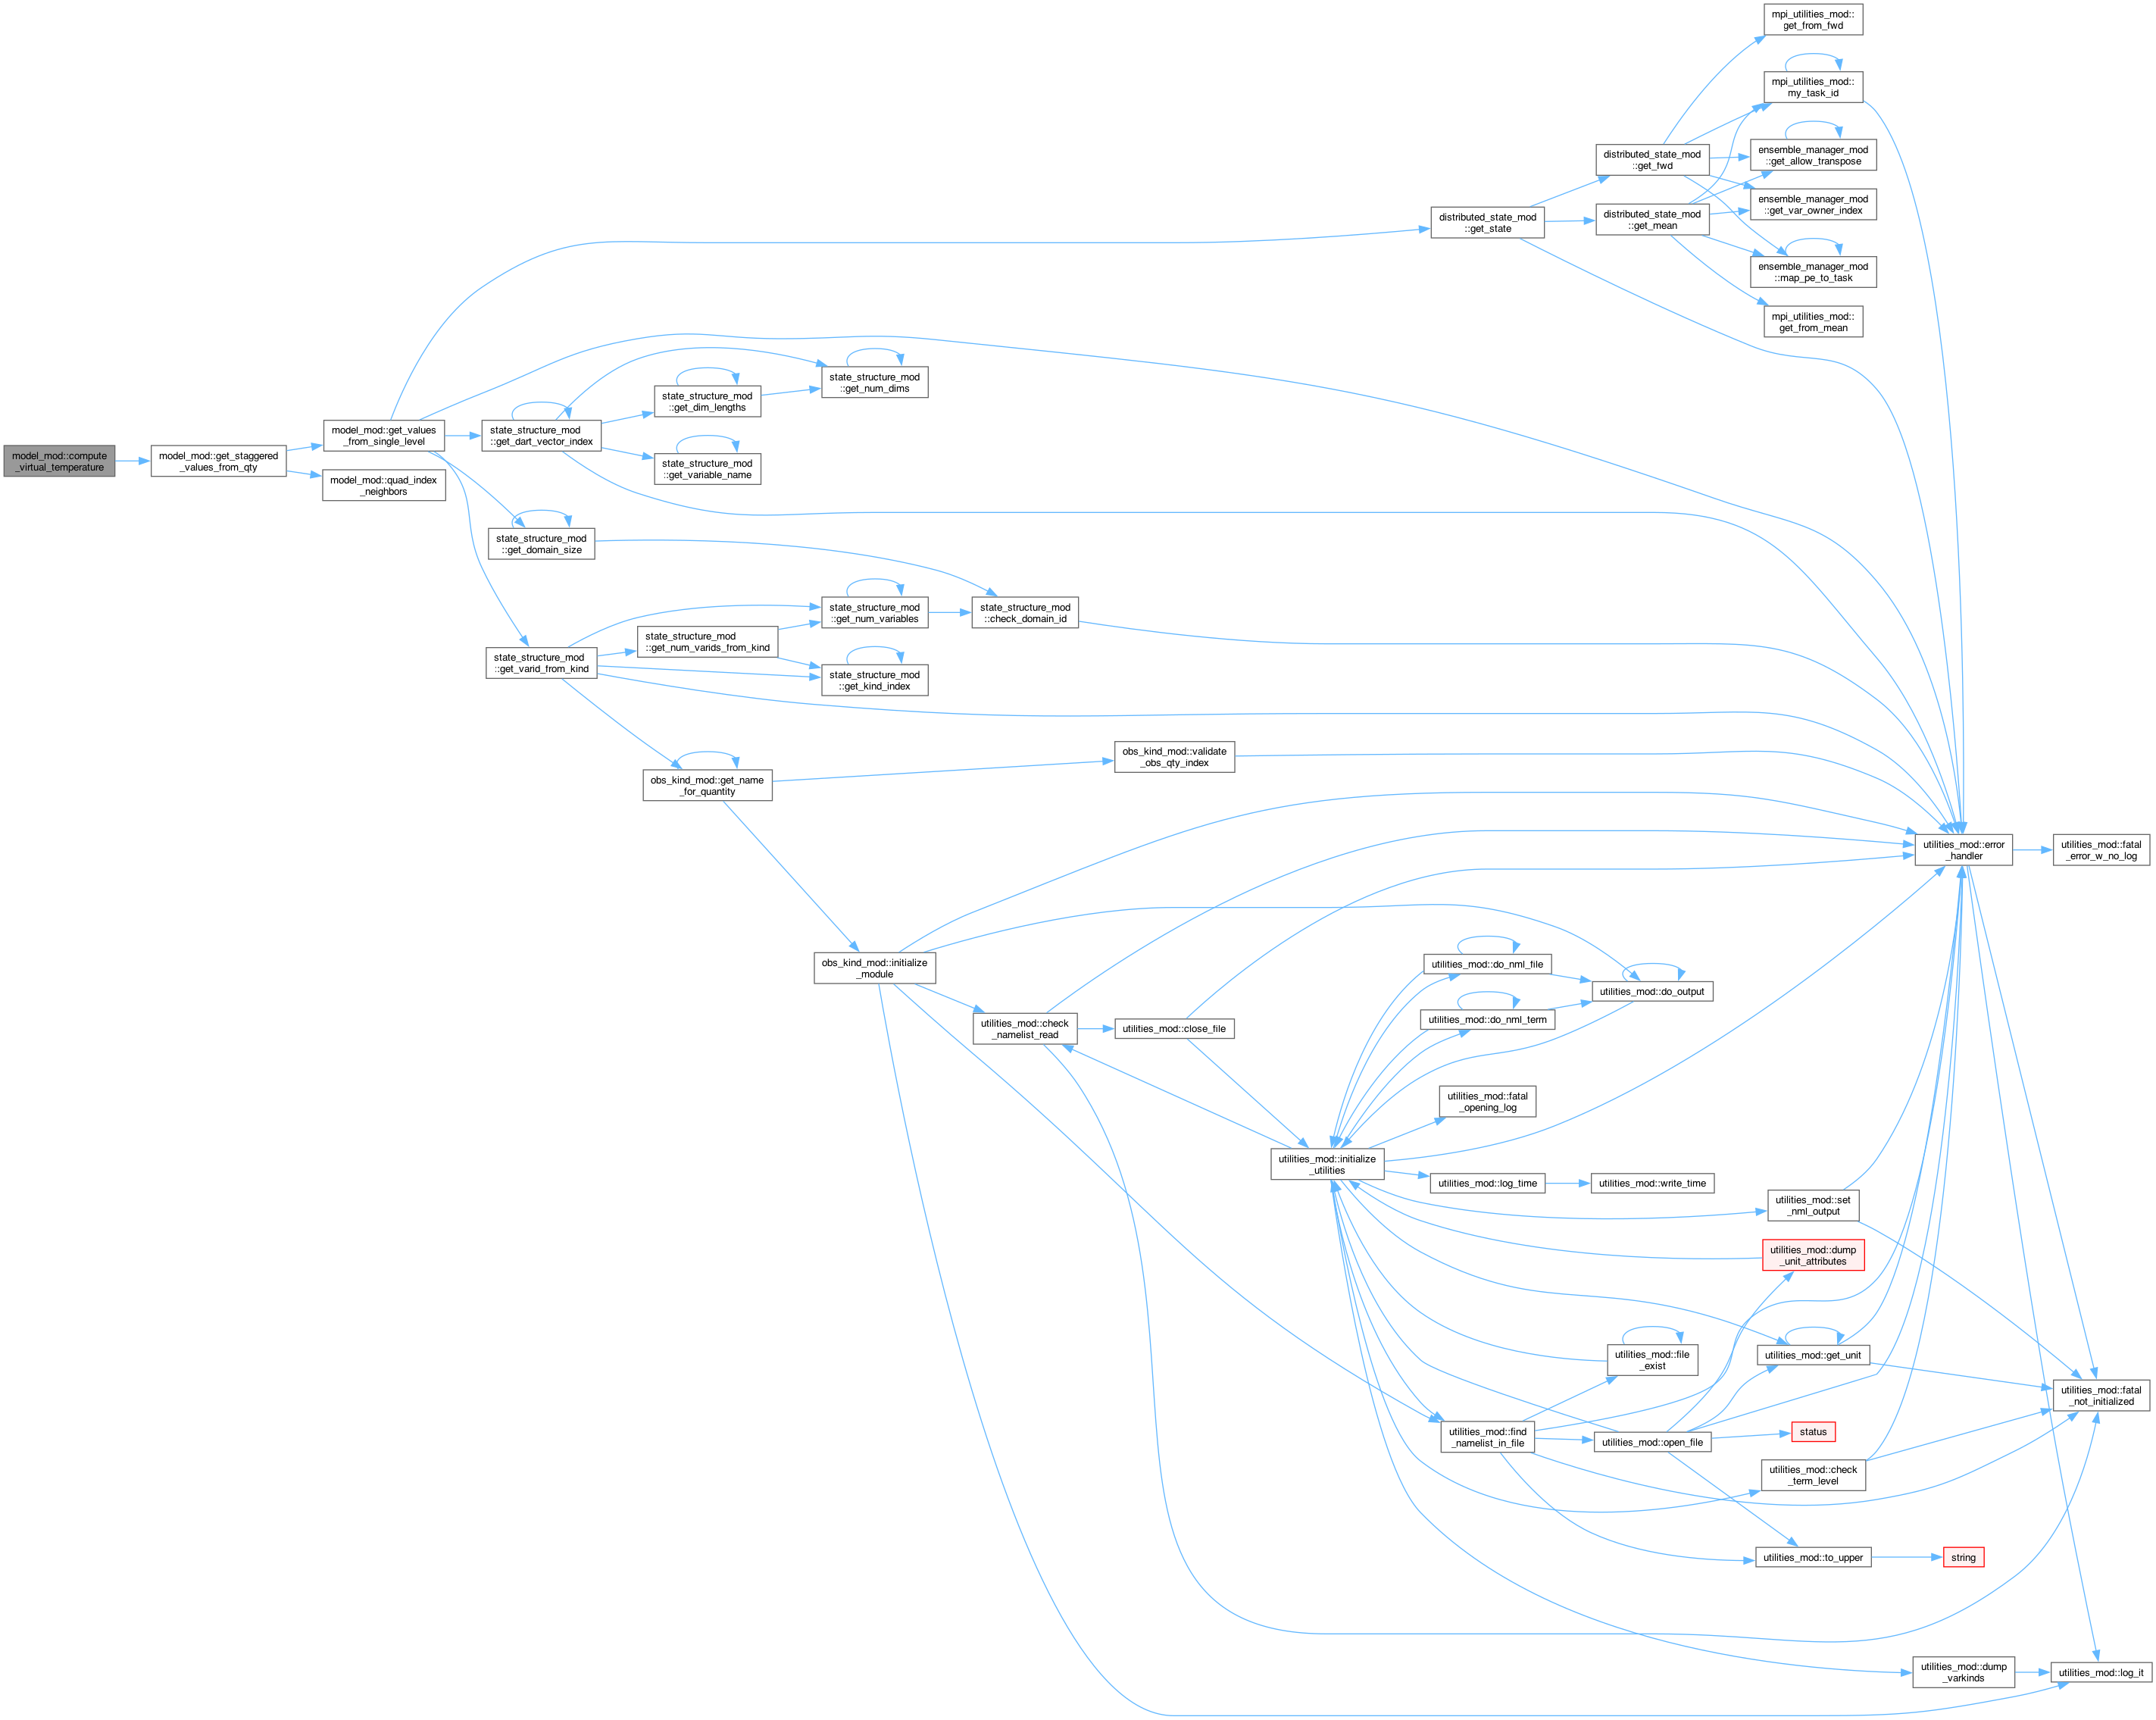 mpi_utilities_mod::
get_from_fwd
mpi_utilities_mod::
my_task_id
distributed_state_mod
::get_fwd
ensemble_manager_mod
::get_allow_transpose
ensemble_manager_mod
::get_var_owner_index
distributed_state_mod
::get_state
distributed_state_mod
::get_mean
ensemble_manager_mod
::map_pe_to_task
mpi_utilities_mod::
get_from_mean
state_structure_mod
::get_num_dims
state_structure_mod
::get_dim_lengths
model_mod::compute
_virtual_temperature
model_mod::get_staggered
_values_from_qty
model_mod::get_values
_from_single_level
state_structure_mod
::get_dart_vector_index
state_structure_mod
::get_variable_name
model_mod::quad_index
_neighbors
state_structure_mod
::get_domain_size
state_structure_mod
::get_num_variables
state_structure_mod
::check_domain_id
state_structure_mod
::get_num_varids_from_kind
state_structure_mod
::get_varid_from_kind
state_structure_mod
::get_kind_index
obs_kind_mod::validate
_obs_qty_index
obs_kind_mod::get_name
_for_quantity
utilities_mod::error
_handler
utilities_mod::fatal
_error_w_no_log
obs_kind_mod::initialize
_module
utilities_mod::do_nml_file
utilities_mod::do_output
utilities_mod::check
_namelist_read
utilities_mod::close_file
utilities_mod::do_nml_term
utilities_mod::fatal
_opening_log
utilities_mod::initialize
_utilities
utilities_mod::log_time
utilities_mod::write_time
utilities_mod::set
_nml_output
utilities_mod::dump
_unit_attributes
utilities_mod::file
_exist
utilities_mod::get_unit
utilities_mod::fatal
_not_initialized
utilities_mod::find
_namelist_in_file
utilities_mod::open_file
status
utilities_mod::check
_term_level
utilities_mod::to_upper
string
utilities_mod::dump
_varkinds
utilities_mod::log_it